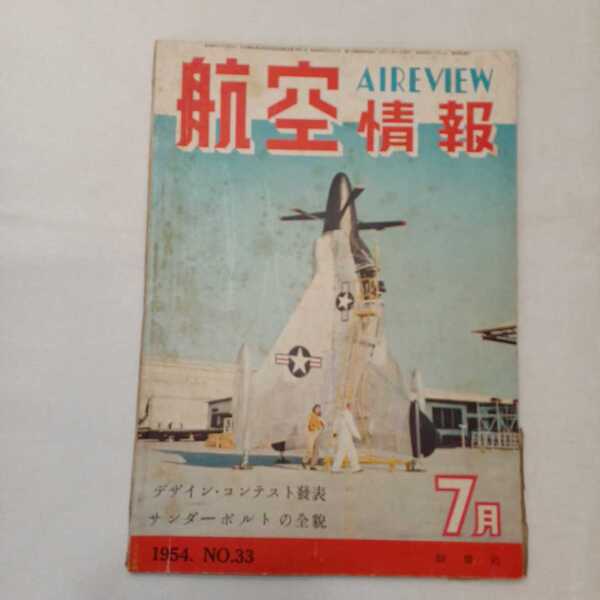 AIREVIEW
航空情報
デザイン・コンテスト發表
サンダーボルトの全貌
7月
1954. NO.33